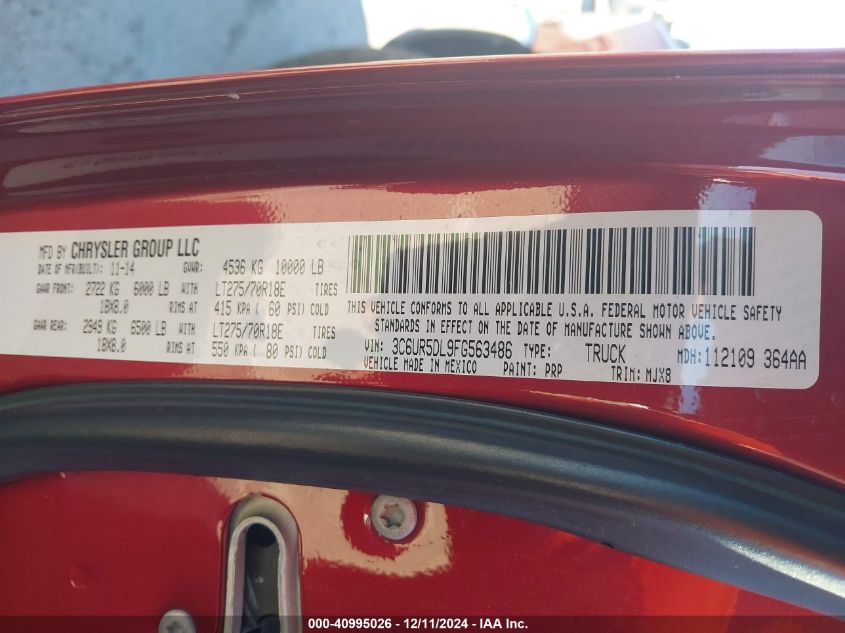 MFD BY CHRYSLER GROUP LLC
DATE OF MFR(BUILT): 11-14 GVWR: 4536 KG 10000 LB
GAWR FRONT: 2722 KG 6000 LB WITH LT275/70R18E TIRES
18X8.0 RIMS AT 415 KPA ( 60 PSI) COLD
GAWR REAR: 2949 KG 6500 LB WITH LT275/70R18E TIRES
18X8.0 RIMS AT 550 KPA ( 80 PSI) COLD
THIS VEHICLE CONFORMS TO ALL APPLICABLE U.S.A. FEDERAL MOTOR VEHICLE SAFETY
STANDARDS IN EFFECT ON THE DATE OF MANUFACTURE SHOWN ABOVE.
VIN: 3C6UR5DL9FG563486 TYPE: TRUCK MDH:112109 364AA
VEHICLE MADE IN MEXICO PAINT: PRP TRIM: MJX8
000-40995026 - 12/11/2024 - IAA Inc.